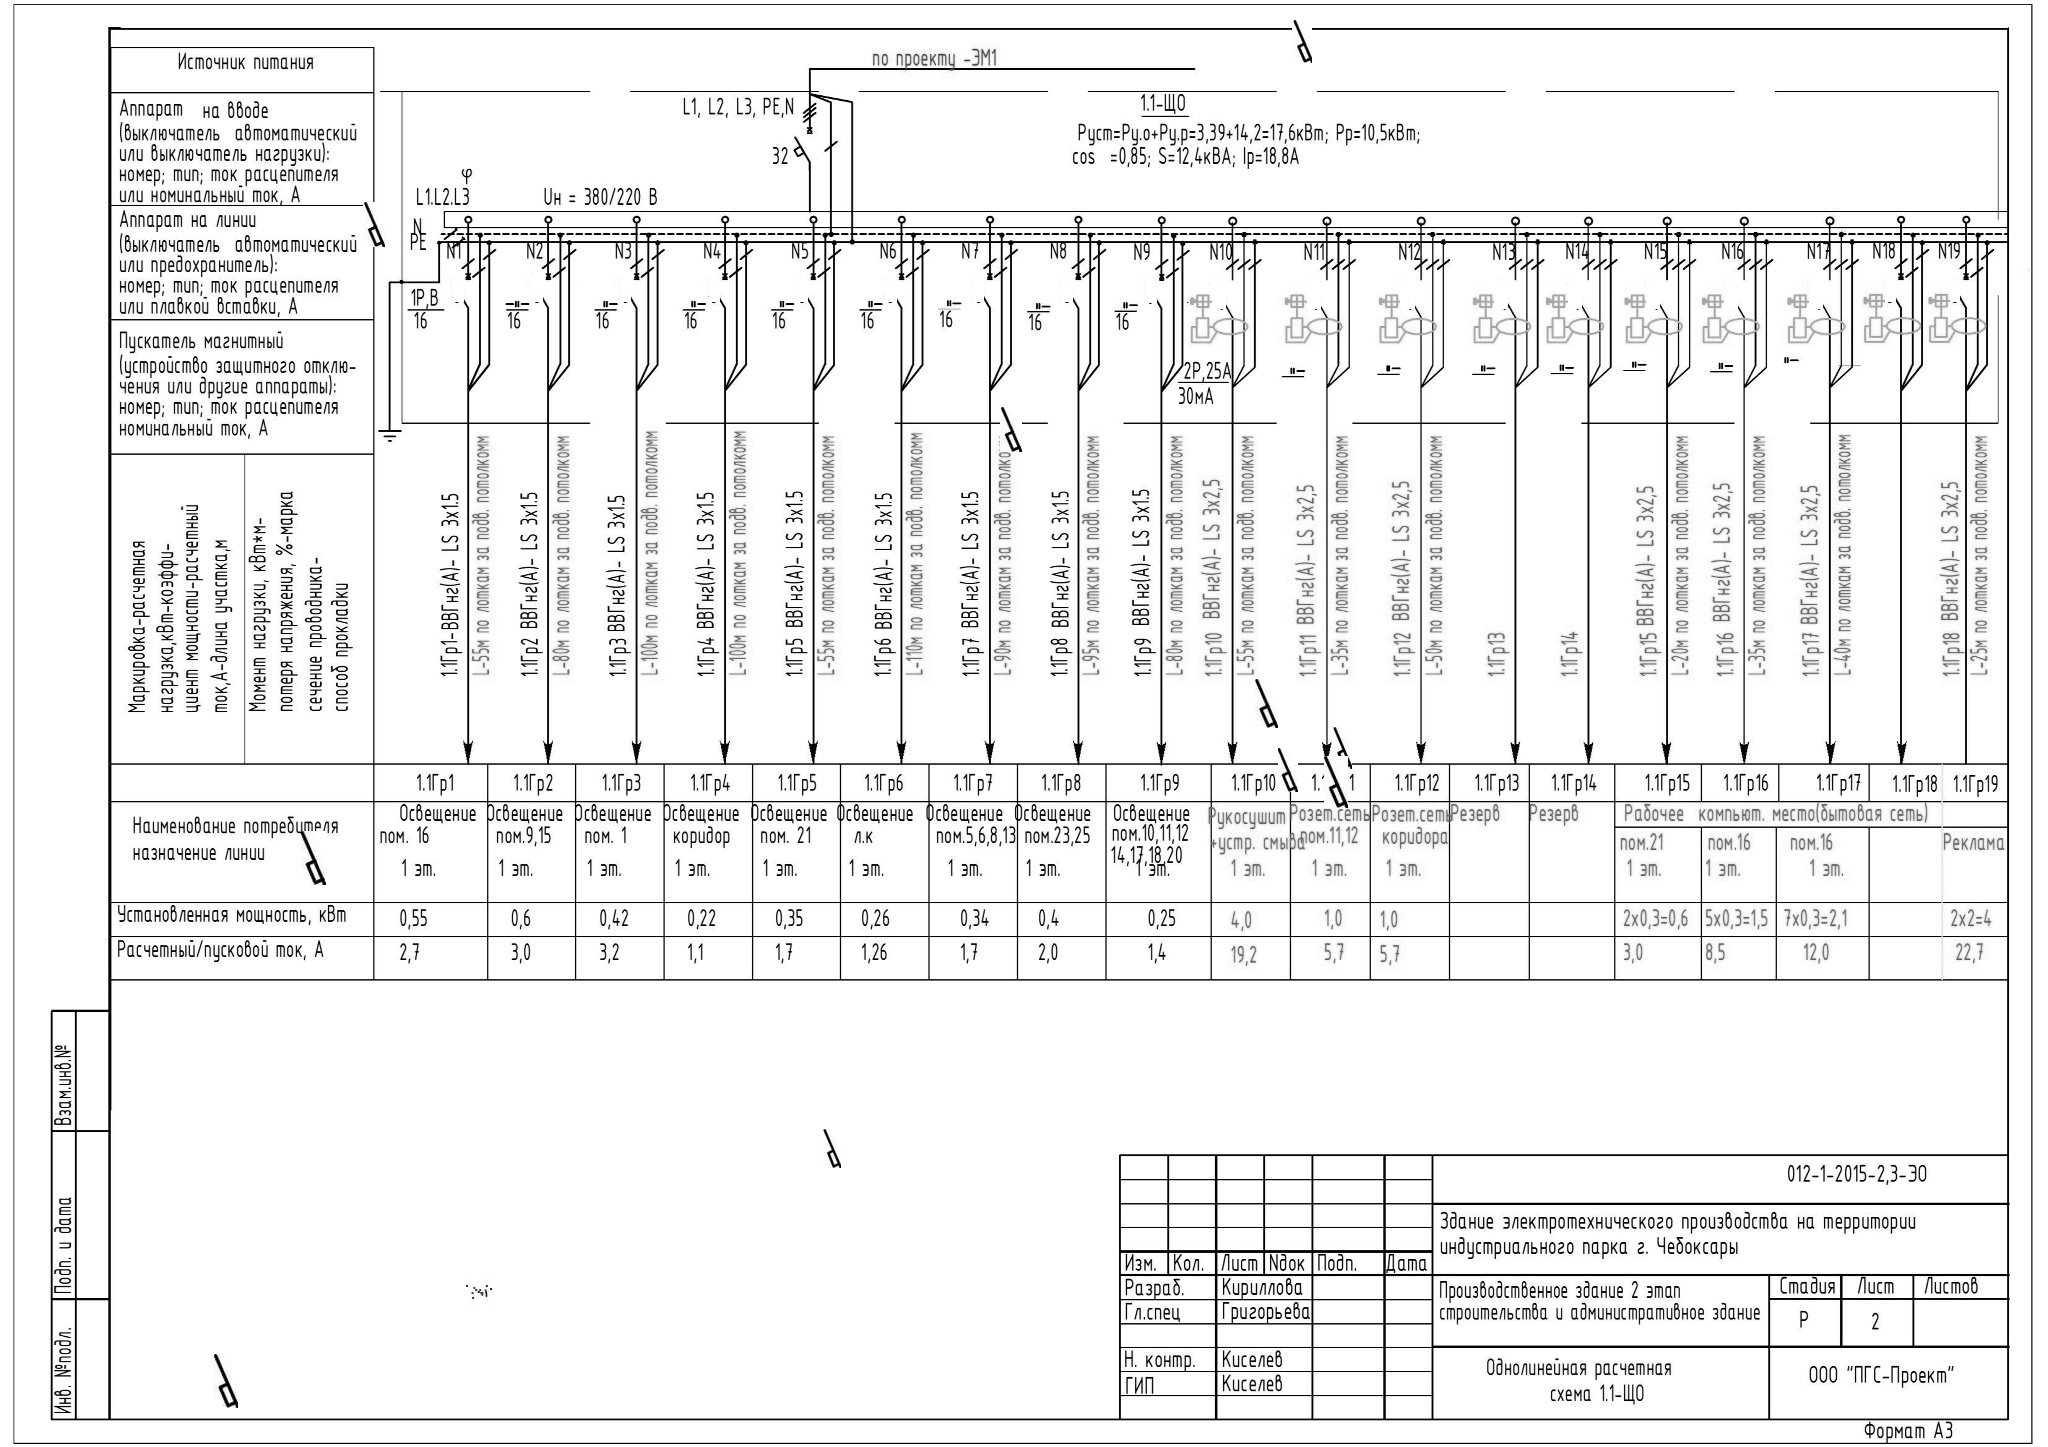 Источник питания
Аппарат на вводе
(выключатель автоматический
или выключатель нагрузки):
номер; тип; ток расцепителя
или номинальный ток, А
Аппарат на линии
(выключатель автоматический
или предохранитель):
номер; тип; ток расцепителя
или плавкой вставки, А
Пускатель магнитный
(устройство защитного отклю-
чения или другие аппараты):
номер; тип; ток расцепителя
номинальный ток, А
Маркировка-расчетная
нагрузка,кВт-коэффи-
циент мощности-расчетный
ток,А-длина участка,м
Момент нагрузки, кВт*м-
потеря напряжения, %-марка
сечение проводника-
способ прокладки
по проекту -ЭМ1
L1, L2, L3, PE,N
32
1.1-ЩО
Руст=Ру.о+Ру.р=3,39+14,2=17,6кВт; Рр=10,5кВт;
cos =0,85; S=12,4кВА; Iр=18,8А
φ
L1.L2.L3
Uн = 380/220 В
N
PE
N1 N2 N3 N4 N5 N6 N7 N8 N9 N10 N11 N12 N13 N14 N15 N16 N17 N18 N19
1Р,В
16
-"- 16
-"- 16
-"- 16
-"- 16
-"- 16
-"- 16
-"- 16
-"- 16
2Р,25А
30мА
-"- -"- -"- -"- -"-
1.1Гр1-ВВГнг(А)- LS 3х1.5
L-55м по лоткам за подв. потолкомм
1.1Гр2 ВВГнг(А)- LS 3х1.5
L-80м по лоткам за подв. потолкомм
1.1Гр3 ВВГнг(А)- LS 3х1.5
L-100м по лоткам за подв. потолкомм
1.1Гр4 ВВГнг(А)- LS 3х1.5
L-100м по лоткам за подв. потолкомм
1.1Гр5 ВВГнг(А)- LS 3х1.5
L-55м по лоткам за подв. потолкомм
1.1Гр6 ВВГнг(А)- LS 3х1.5
L-110м по лоткам за подв. потолкомм
1.1Гр7 ВВГнг(А)- LS 3х1.5
L-90м по лоткам за подв.
1.1Гр8 ВВГнг(А)- LS 3х1.5
L-95м по лоткам за подв. потолкомм
1.1Гр9 ВВГнг(А)- LS 3х1.5
L-80м по лоткам за подв. потолкомм
1.1Гр10 ВВГнг(А)- LS 3х2,5
L-55м по лоткам за подв. потолкомм
1.1Гр11 ВВГнг(А)- LS 3х2,5
L-35м по лоткам за подв. потолкомм
1.1Гр12 ВВГнг(А)- LS 3х2,5
L-50м по лоткам за подв. потолкомм
1.1Гр13
1.1Гр14
1.1Гр15 ВВГнг(А)- LS 3х2,5
L-20м по лоткам за подв. потолкомм
1.1Гр16 ВВГнг(А)- LS 3х2,5
L-35м по лоткам за подв. потолкомм
1.1Гр17 ВВГнг(А)- LS 3х2,5
L-40м по лоткам за подв. потолкомм
1.1Гр18 ВВГнг(А)- LS 3х2,5
L-25м по лоткам за подв. потолкомм
1.1Гр1 1.1Гр2 1.1Гр3 1.1Гр4 1.1Гр5 1.1Гр6 1.1Гр7 1.1Гр8 1.1Гр9 1.1Гр10 1.1Гр12 1.1Гр13 1.1Гр14 1.1Гр15 1.1Гр16 1.1Гр17 1.1Гр18 1.1Гр19
Наименование потребителя
назначение линии
Освещение
пом. 16
1 эт.
Освещение
пом.9,15
1 эт.
Освещение
пом. 1
1 эт.
Освещение
коридор
1 эт.
Освещение
пом. 21
1 эт.
Освещение
л.к
1 эт.
Освещение
пом.5,6,8,13
1 эт.
Освещение
пом.23,25
1 эт.
Освещение
пом.10,11,12
14,17,18,20
1 эт.
Рукосушит
+устр. смыва
1 эт.
Розет.сеть
пом.11,12
1 эт.
Розет.сеть
коридора
1 эт.
Резерв
Резерв
Рабочее компьют. место(бытовая сеть)
пом.21
1 эт.
пом.16
1 эт.
пом.16
1 эт.
Реклама
Установленная мощность, кВт 0,55 0,6 0,42 0,22 0,35 0,26 0,34 0,4 0,25 4,0 1,0 1,0 2х0,3=0,6 5х0,3=1,5 7х0,3=2,1 2х2=4
Расчетный/пусковой ток, А 2,7 3,0 3,2 1,1 1,7 1,26 1,7 2,0 1,4 19,2 5,7 5,7 3,0 8,5 12,0 22,7
Взам.инв.№
Подп. и дата
Инв. №подл.
012-1-2015-2,3-ЭО
Здание электротехнического производства на территории
индустриального парка г. Чебоксары
Изм. Кол. Лист Nдок Подп. Дата
Разраб. Кириллова
Гл.спец Григорьева
Н. контр. Киселев
ГИП Киселев
Производственное здание 2 этап
строительства и административное здание
Стадия Лист Листов
Р 2
Однолинейная расчетная
схема 1.1-ЩО
ООО "ПГС-Проект"
Формат А3